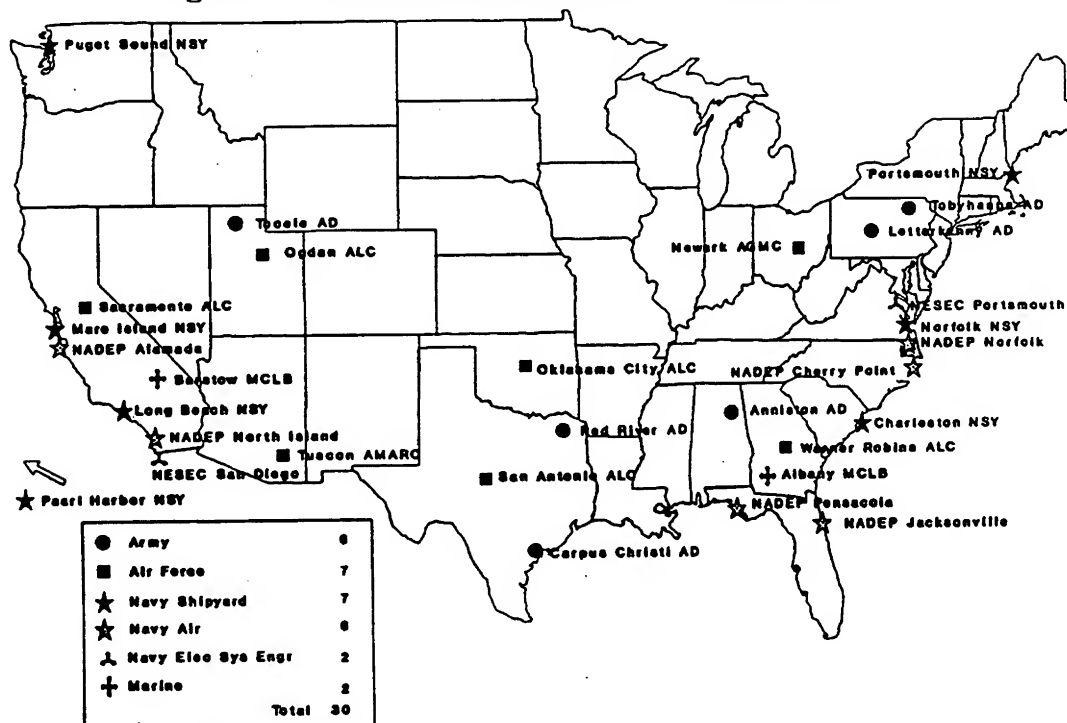 Puget Sound NSY
Portsmouth NSY
Tobyhanna AD
Letterkenny AD
Tooele AD
Ogden ALC
Newark AGMC
Sacramento ALC
Mare Island NSY
NADEP Alameda
ESEC Portsmouth
Norfolk NSY
NADEP Norfolk
NADEP Cherry Point
Barstow MCLB
Oklahoma City ALC
Long Beach NSY
Anniston AD
Charleston NSY
NADEP North Island
Red River AD
Warner Robins ALC
Tuscon AMARC
NESEC San Diego
San Antonio ALC
Albany MCLB
Pearl Harbor NSY
NADEP Pensacola
NADEP Jacksonville
Corpus Christi AD
Army 6
Air Force 7
Navy Shipyard 7
Navy Air 6
Navy Elec Sys Engr 2
Marine 2
Total 30